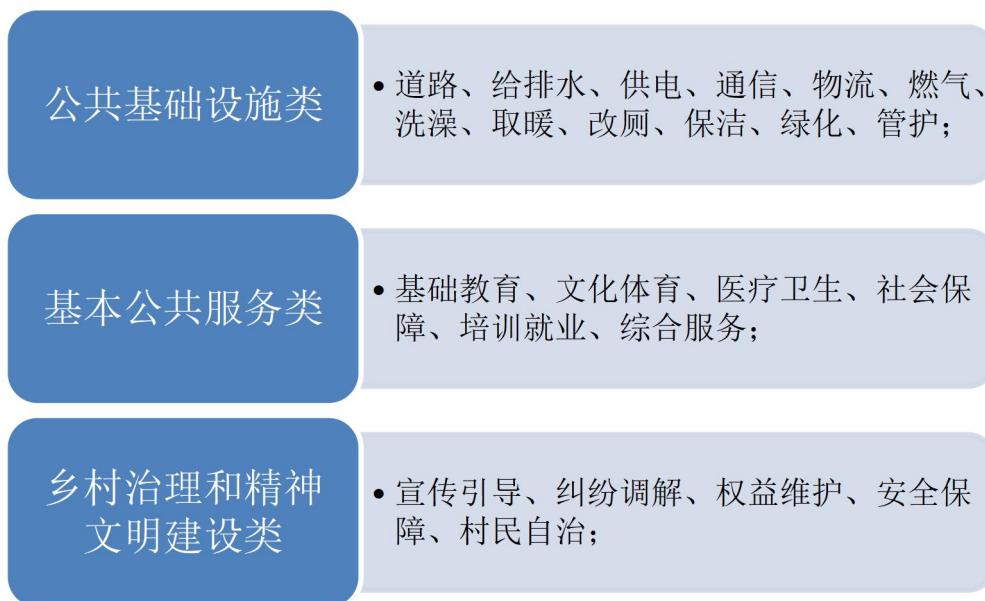 公共基础设施类
• 道路、给排水、供电、通信、物流、燃气、
洗澡、取暖、改厕、保洁、绿化、管护；
基本公共服务类
• 基础教育、文化体育、医疗卫生、社会保
障、培训就业、综合服务；
乡村治理和精神
文明建设类
• 宣传引导、纠纷调解、权益维护、安全保
障、村民自治；